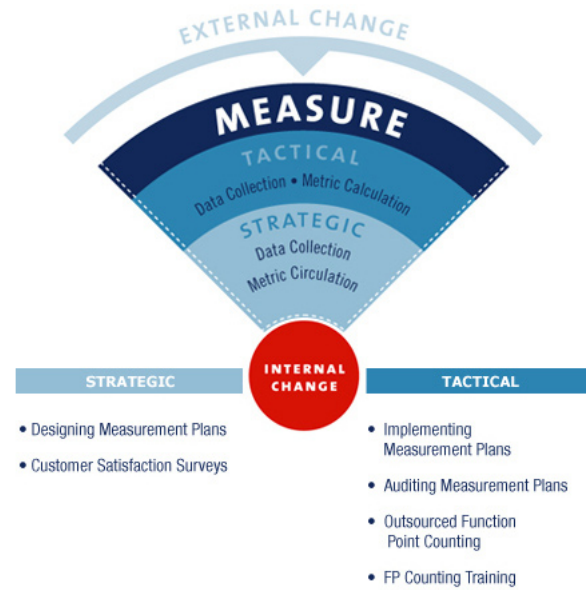 EXTERNAL CHANGE
MEASURE
TACTICAL
Data Collection • Metric Calculation
STRATEGIC
Data Collection
Metric Circulation
INTERNAL
CHANGE
STRATEGIC
• Designing Measurement Plans
• Customer Satisfaction Surveys
TACTICAL
• Implementing
Measurement Plans
• Auditing Measurement Plans
• Outsourced Function
Point Counting
• FP Counting Training